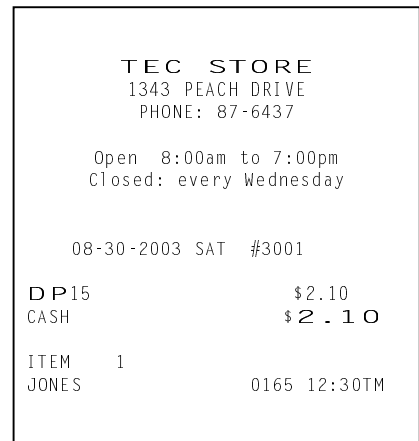 TEC STORE
1343 PEACH DRIVE
PHONE: 87-6437
Open 8:00am to 7:00pm
Closed: every Wednesday
08-30-2003 SAT #3001
DP15 $2.10
CASH $2.10
ITEM 1
JONES 0165 12:30TM